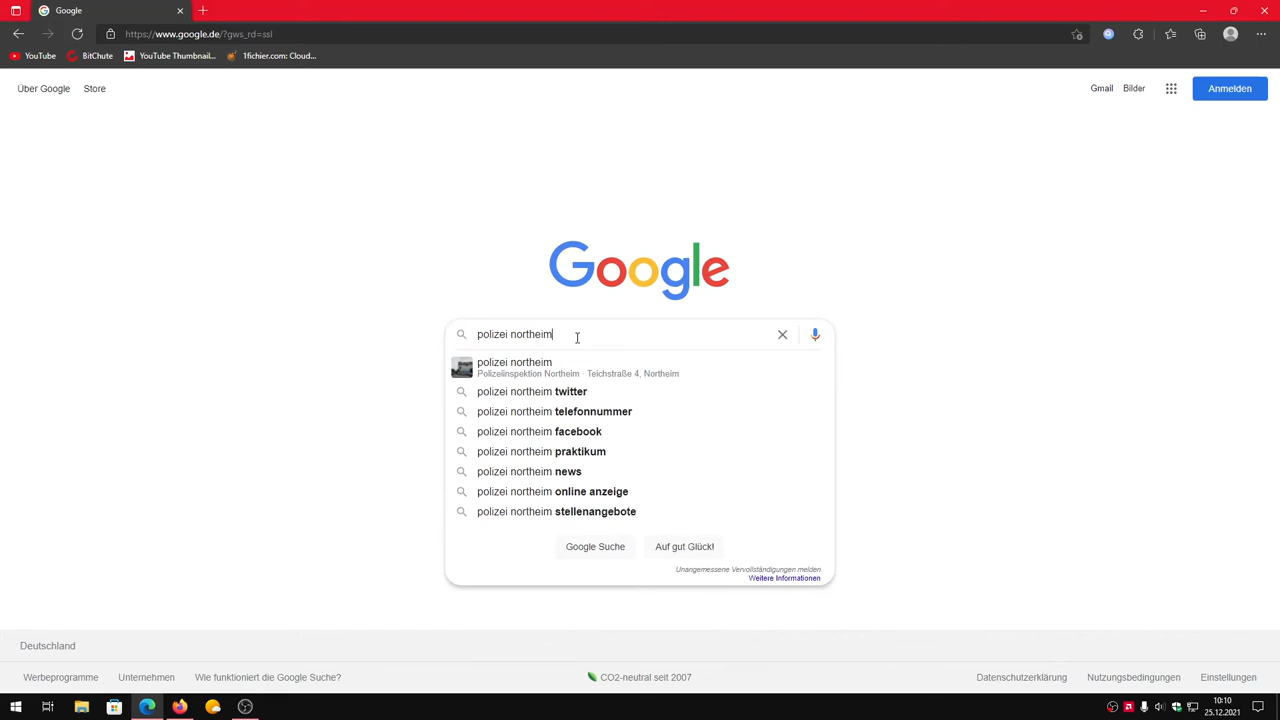 Google
https://www.google.de/?gws_rd=ssl
YouTube
BitChute
YouTube Thumbnail...
1fichier.com: Cloud...
Über Google
Store
Gmail
Bilder
Anmelden
Google
polizei northeim
polizei northeim
Polizeiinspektion Northeim · Teichstraße 4, Northeim
polizei northeim twitter
polizei northeim telefonnummer
polizei northeim facebook
polizei northeim praktikum
polizei northeim news
polizei northeim online anzeige
polizei northeim stellenangebote
Google Suche
Auf gut Glück!
Unangemessene Vervollständigungen melden
Weitere Informationen
Deutschland
Werbeprogramme
Unternehmen
Wie funktioniert die Google Suche?
CO2-neutral seit 2007
Datenschutzerklärung
Nutzungsbedingungen
Einstellungen
10:10
25.12.2021